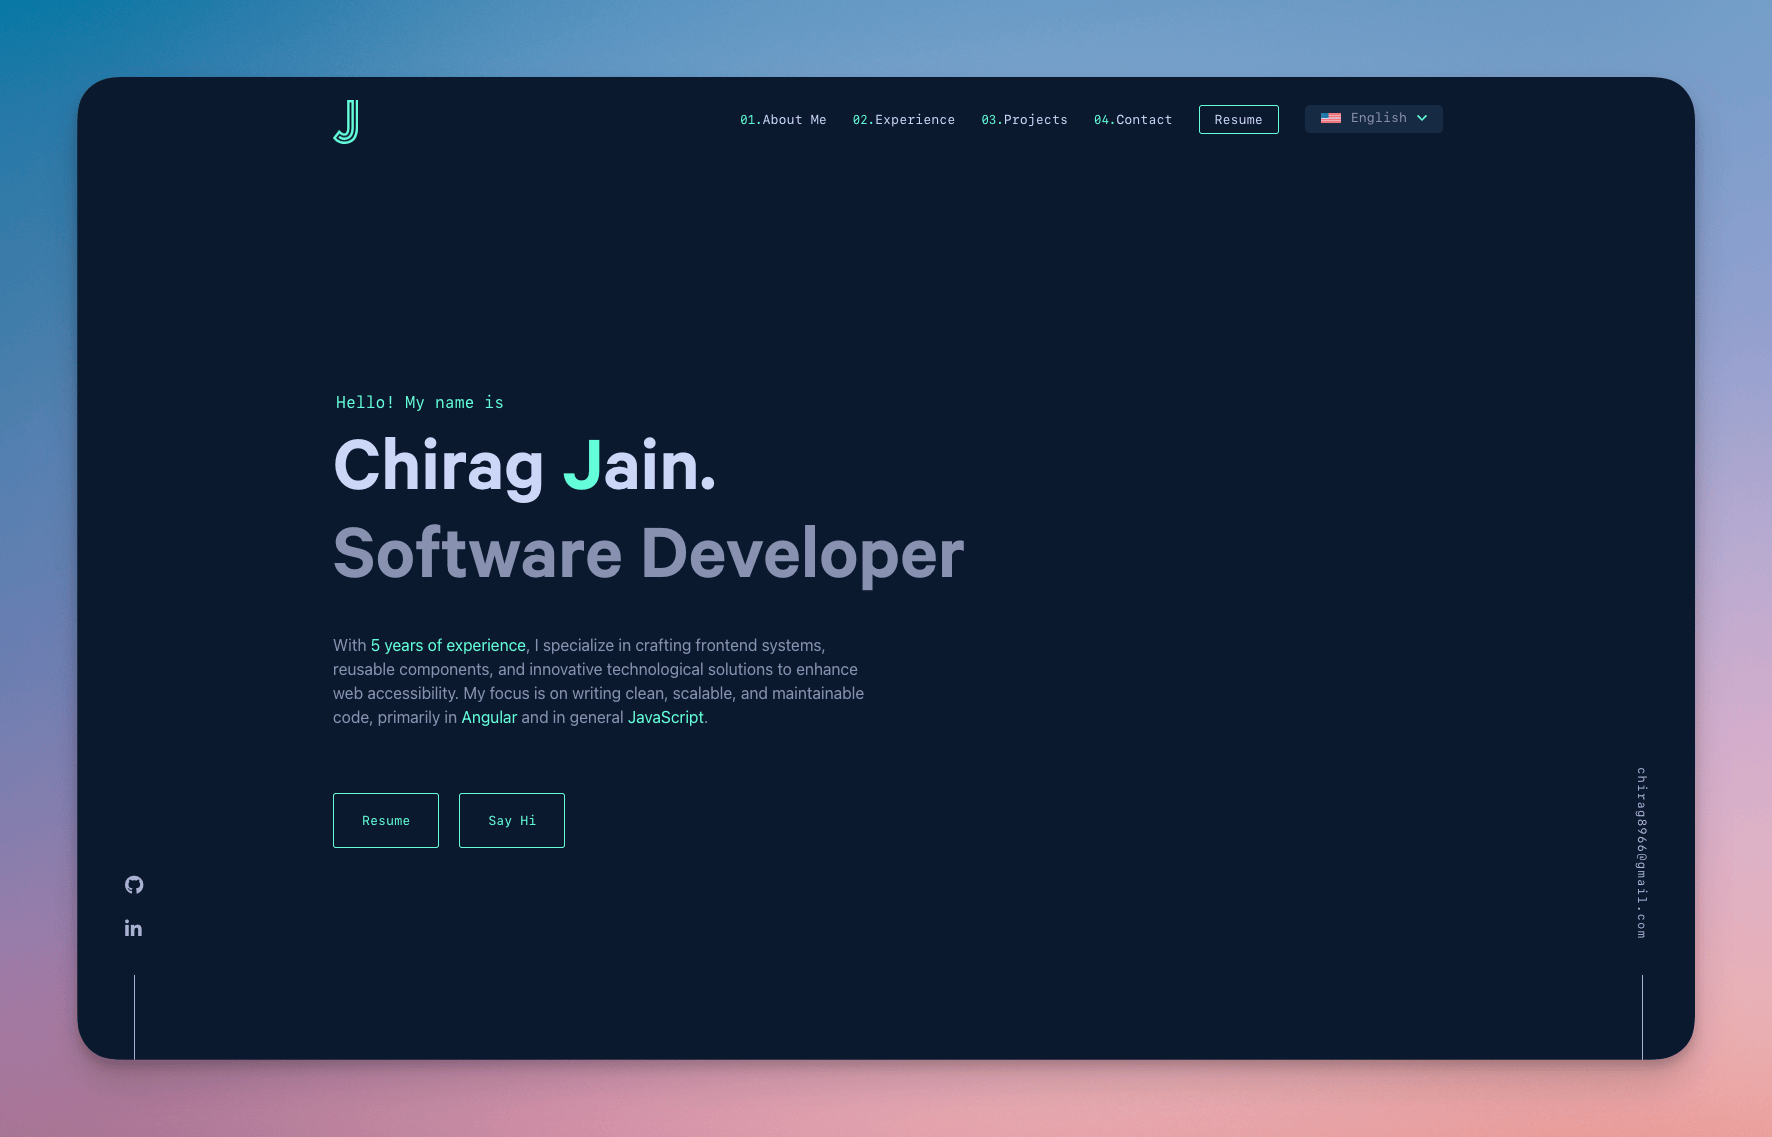 J
01.About Me 02.Experience 03.Projects 04.Contact Resume English
Hello! My name is
Chirag Jain.
Software Developer
With 5 years of experience, I specialize in crafting frontend systems,
reusable components, and innovative technological solutions to enhance
web accessibility. My focus is on writing clean, scalable, and maintainable
code, primarily in Angular and in general JavaScript.
Resume Say Hi
in
chirag8966@gmail.com